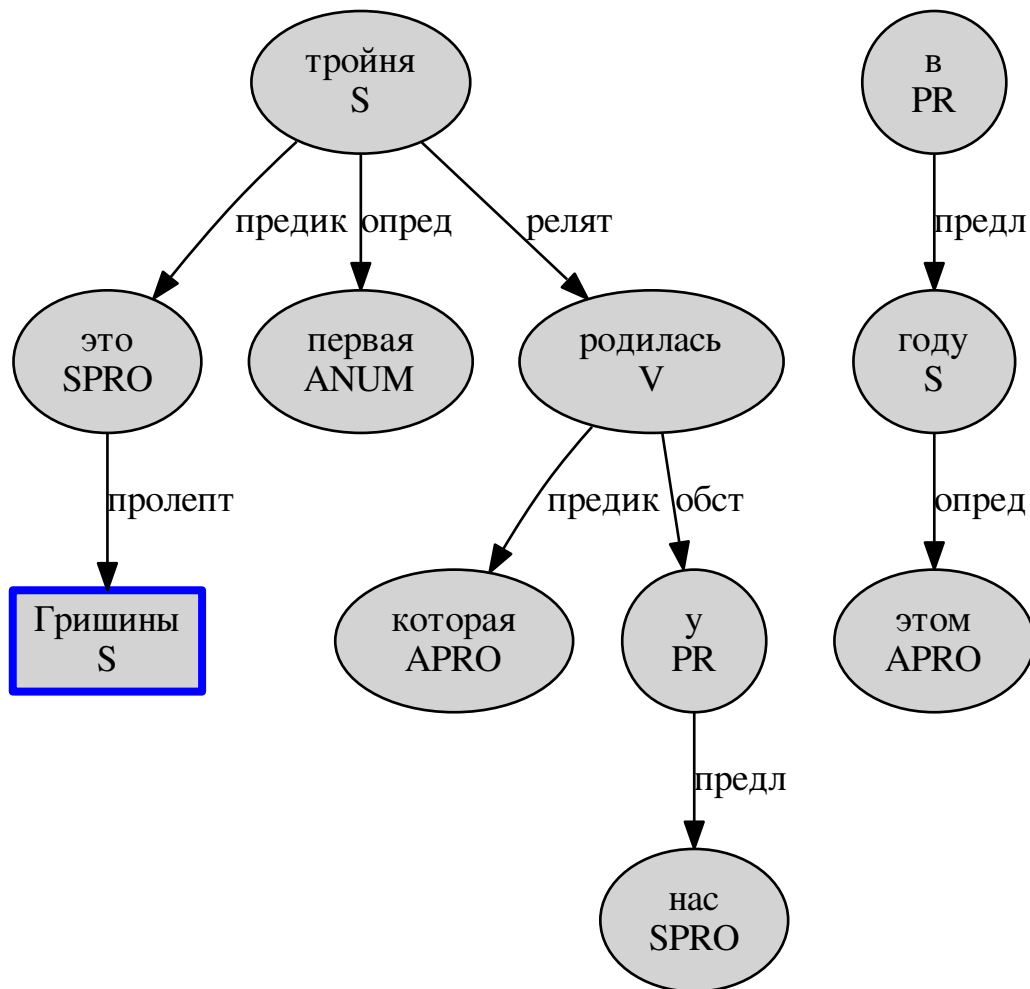 тройня
S
в
PR
предик
опред
релят
предл
это
SPRO
первая
ANUM
родилась
V
году
S
пролепт
предик
обст
опред
Гришины
S
которая
APRO
у
PR
этом
APRO
предл
нас
SPRO